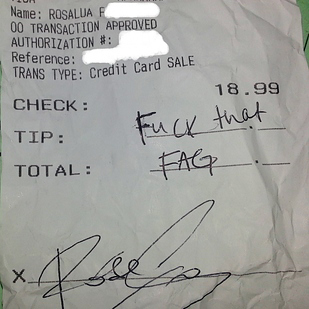 Name: ROSALUA F
00 TRANSACTION APPROVED
AUTHORIZATION #:
Reference:
TRANS TYPE: Credit Card SALE
CHECK: 18.99
TIP: Fuck that
TOTAL: FAG
X